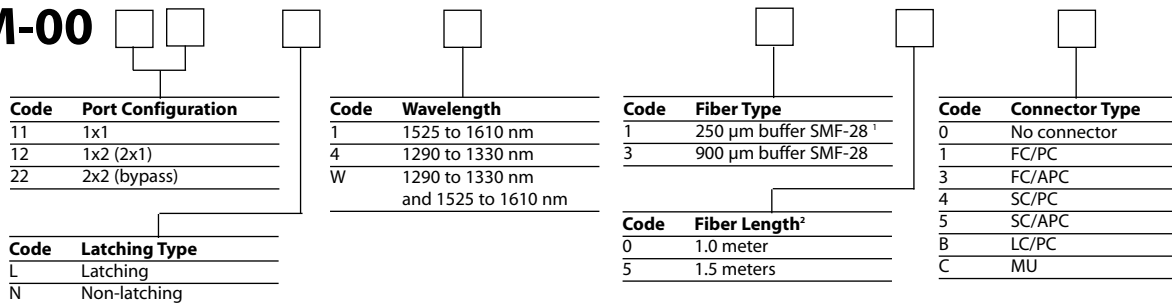 M-00
Code Port Configuration
11 1x1
12 1x2 (2x1)
22 2x2 (bypass)
Code Latching Type
L Latching
N Non-latching
Code Wavelength
1 1525 to 1610 nm
4 1290 to 1330 nm
W 1290 to 1330 nm
and 1525 to 1610 nm
Code Fiber Type
1 250 µm buffer SMF-28 ¹
3 900 µm buffer SMF-28
Code Fiber Length²
0 1.0 meter
5 1.5 meters
Code Connector Type
0 No connector
1 FC/PC
3 FC/APC
4 SC/PC
5 SC/APC
B LC/PC
C MU